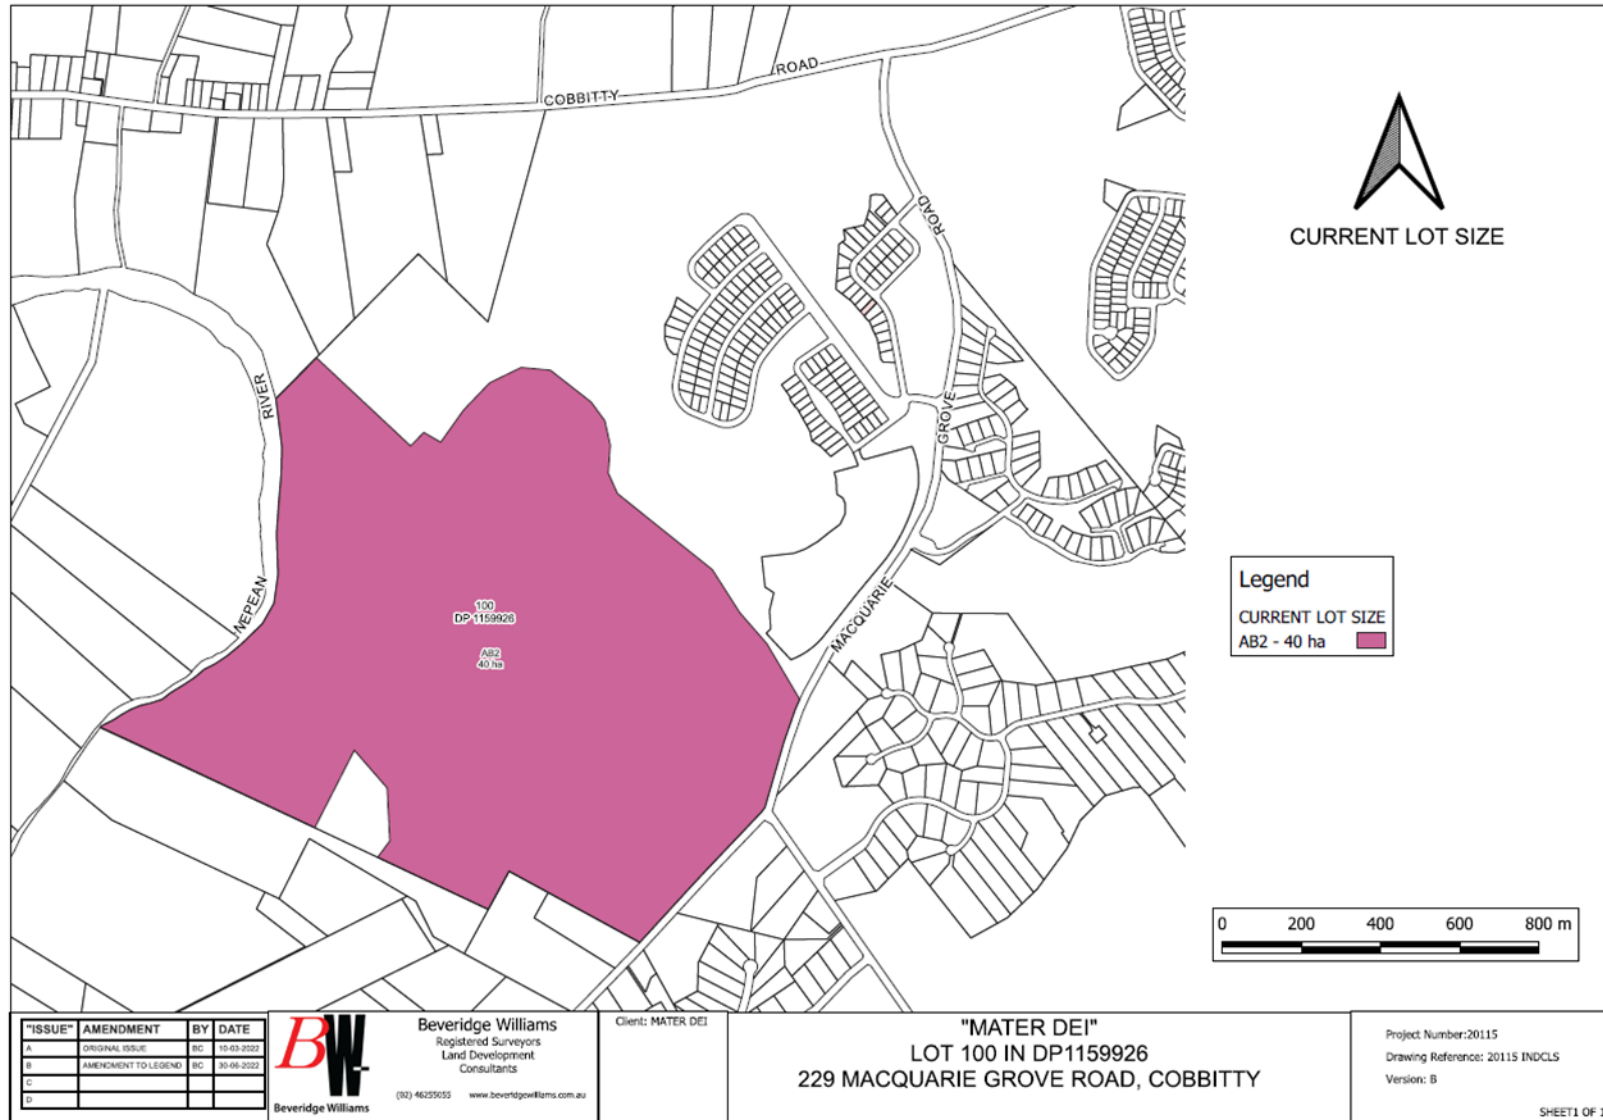 COBBITTY
ROAD
ROAD
GROVE
MACQUARIE
RIVER
NEPEAN
100
DP 1159926
AB2
40 ha
CURRENT LOT SIZE
Legend
CURRENT LOT SIZE
AB2 - 40 ha
0 200 400 600 800 m
"ISSUE" AMENDMENT BY DATE
A ORIGINAL ISSUE BC 10-03-2022
B AMENDMENT TO LEGEND BC 30-06-2022
C
D
BW
Beveridge Williams
Beveridge Williams
Registered Surveyors
Land Development
Consultants
(02) 46255055 www.beveridgewilliams.com.au
Client: MATER DEI
"MATER DEI"
LOT 100 IN DP1159926
229 MACQUARIE GROVE ROAD, COBBITTY
Project Number:20115
Drawing Reference: 20115 INDCLS
Version: B
SHEET1 OF 1